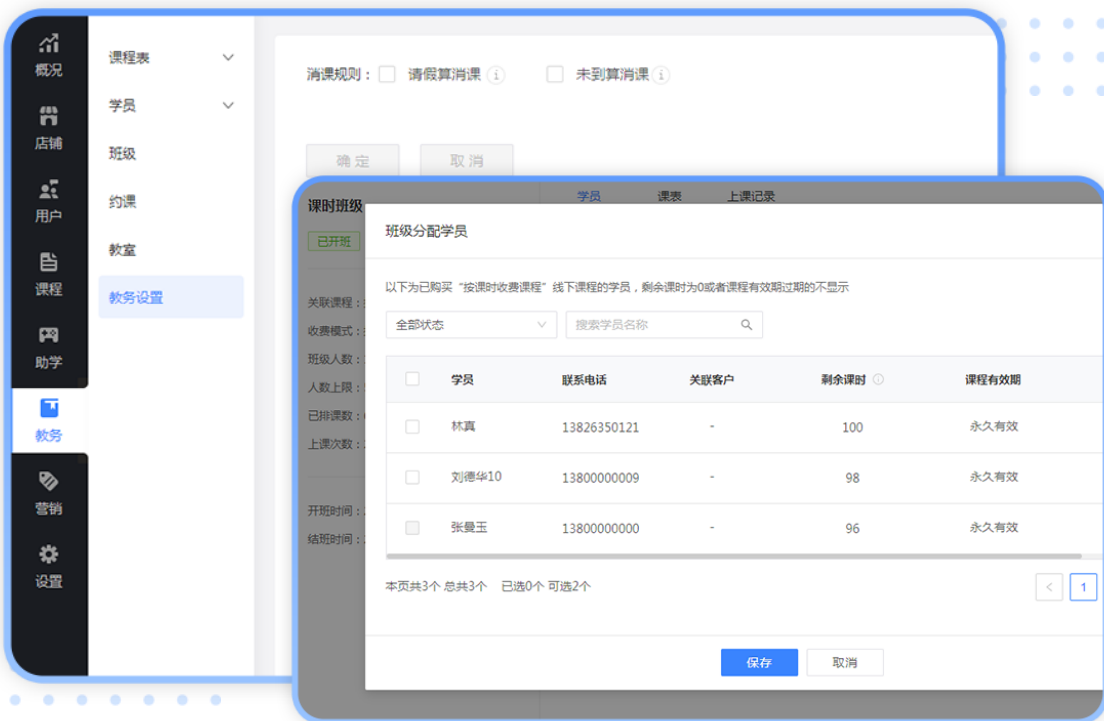 概况
店铺
用户
课程
助学
教务
营销
设置
课程表
学员
班级
约课
教室
教务设置
消课规则： 请假算消课 未到算消课
确定 取消
课时班级
已开班
学员 课表 上课记录
关联课程：
收费模式：
班级人数：
人数上限：
已排课数：
上课次数：
开班时间：
结班时间：
班级分配学员
以下为已购买“按课时收费课程”线下课程的学员，剩余课时为0或者课程有效期过期的不显示
全部状态 搜索学员名称
学员 联系电话 关联客户 剩余课时 课程有效期
林真 13826350121 - 100 永久有效
刘德华10 13800000009 - 98 永久有效
张曼玉 13800000000 - 96 永久有效
本页共3个 总共3个 已选0个 可选2个
< 1
保存 取消